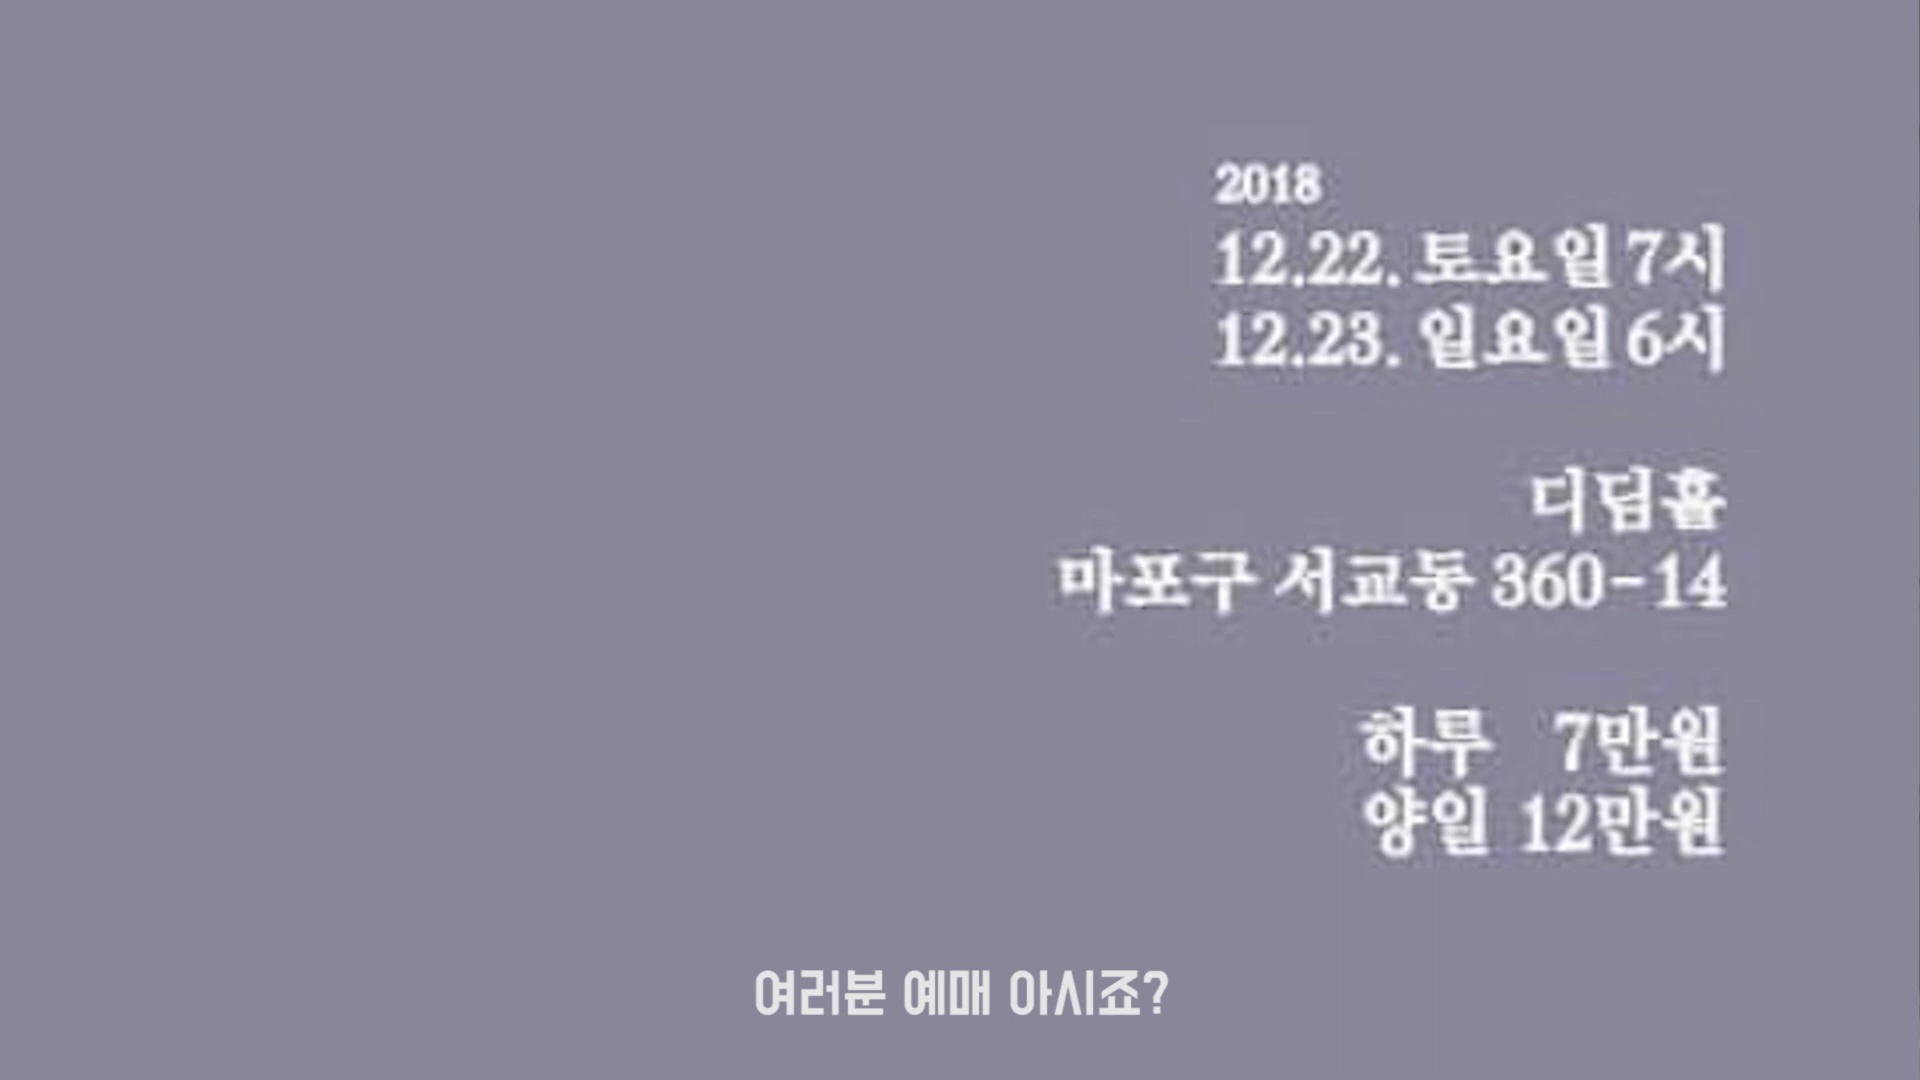 2018
12.22. 토요일 7시
12.23. 일요일 6시
디딤홀
마포구 서교동 360-14
하루 7만원
양일 12만원
여러분 예매 아시죠?